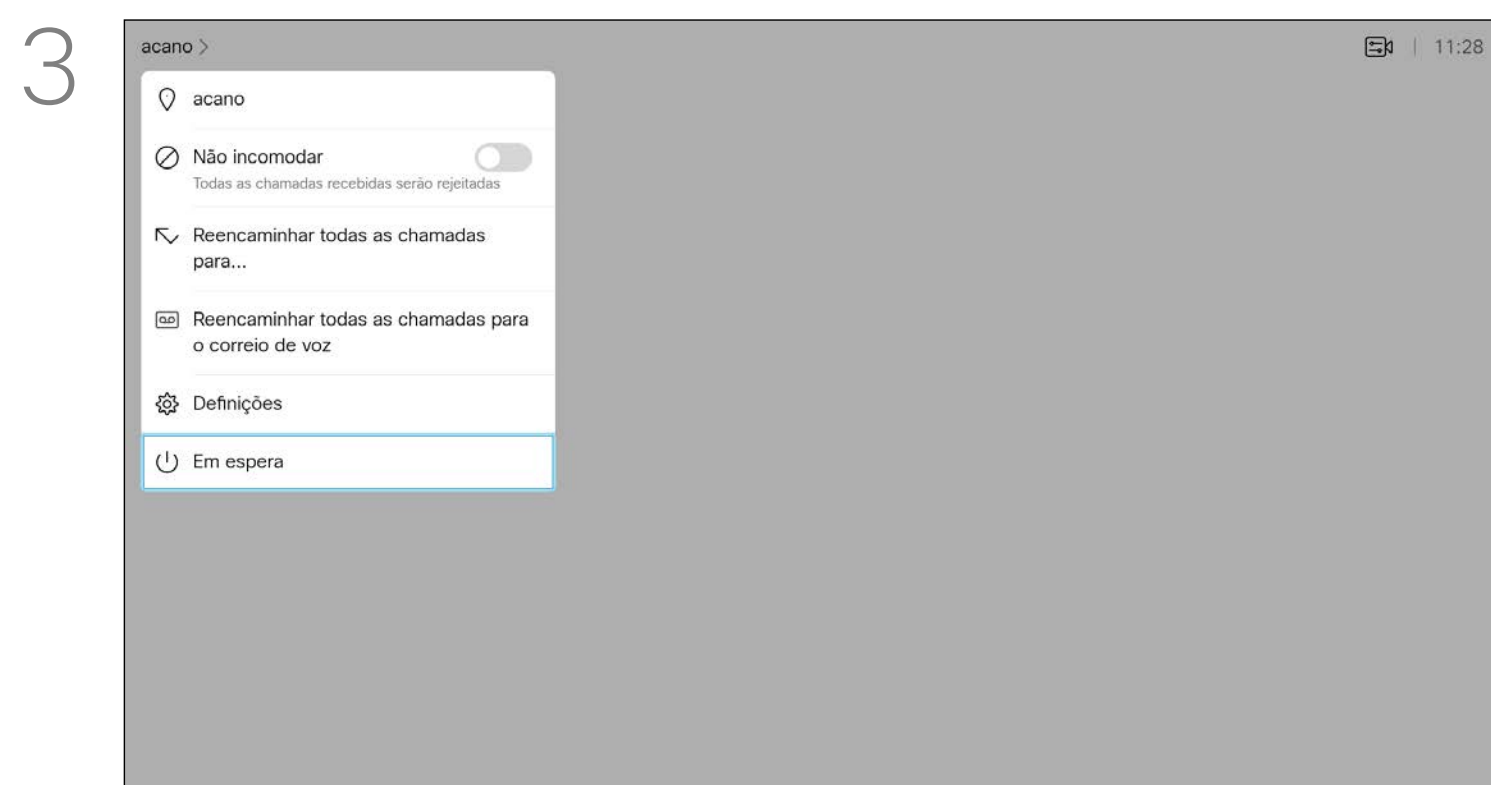 3
acano >
11:28
acano
Não incomodar
Todas as chamadas recebidas serão rejeitadas
Reencaminhar todas as chamadas
para...
Reencaminhar todas as chamadas para
o correio de voz
Definições
Em espera